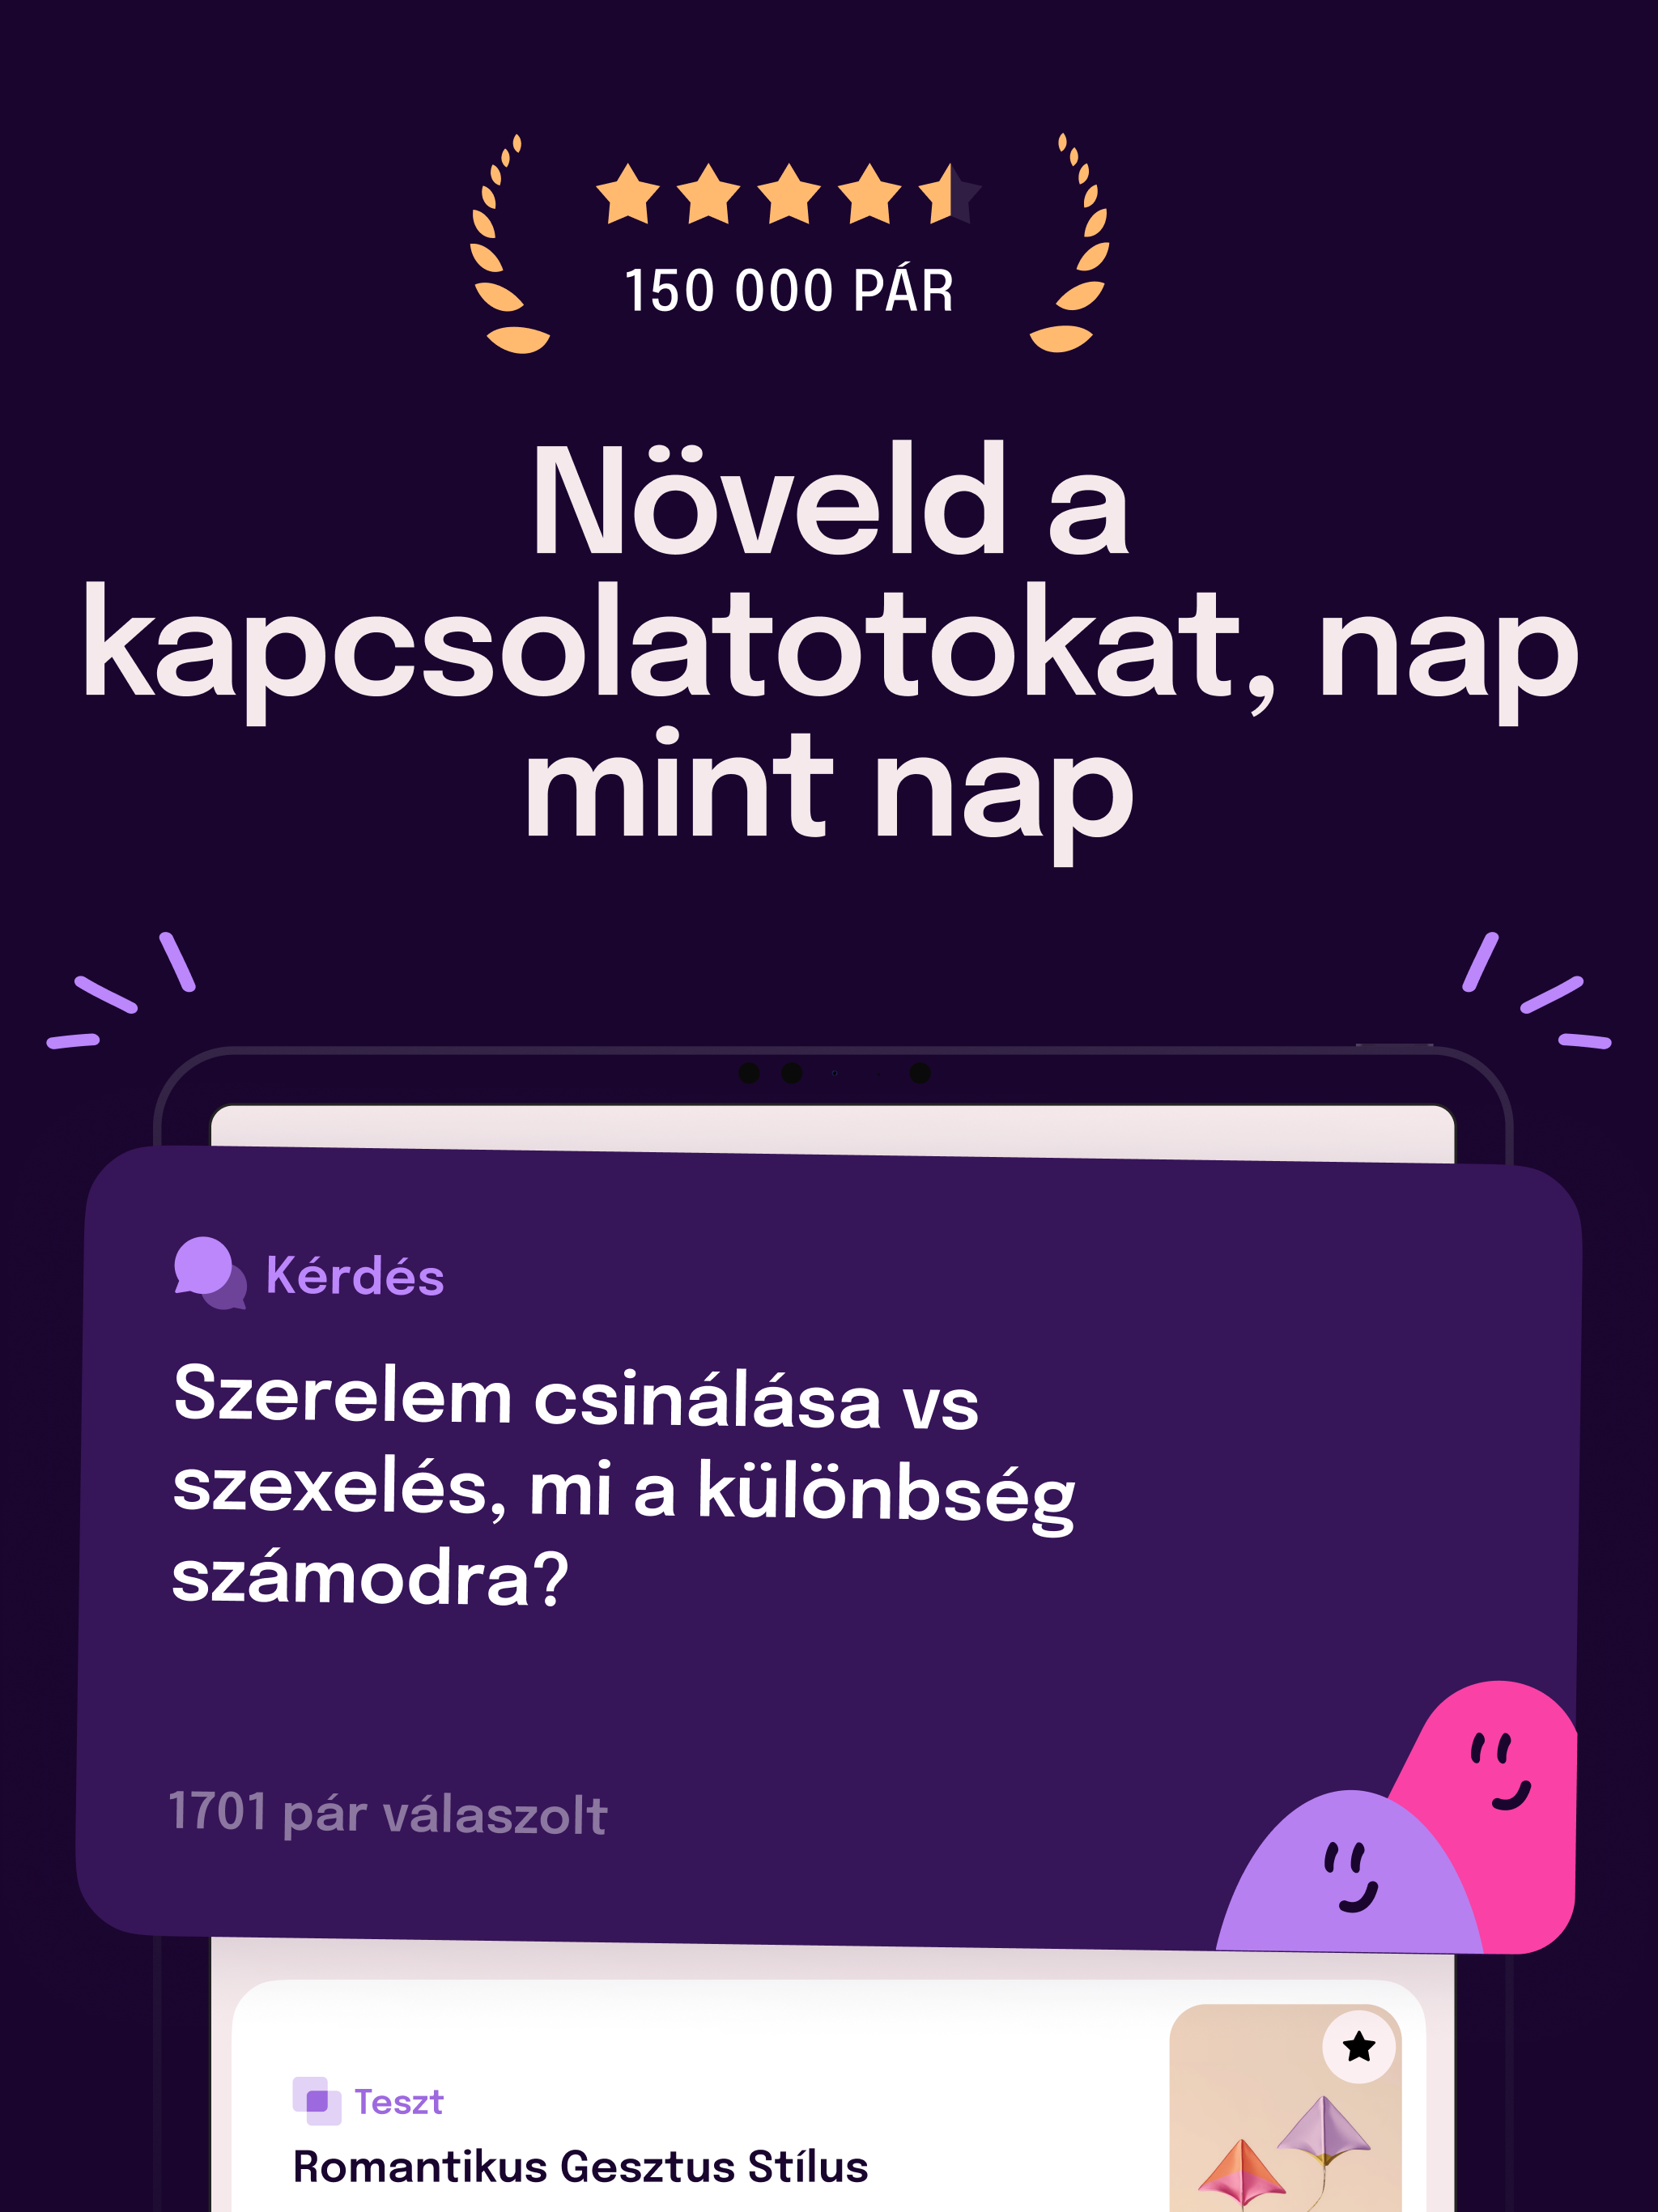 150 000 PÁR
Növeld a
kapcsolatotokat, nap
mint nap
Kérdés
Szerelem csinálása vs
szexelés, mi a különbség
számodra?
1701 pár válaszolt
Teszt
Romantikus Gesztus Stílus